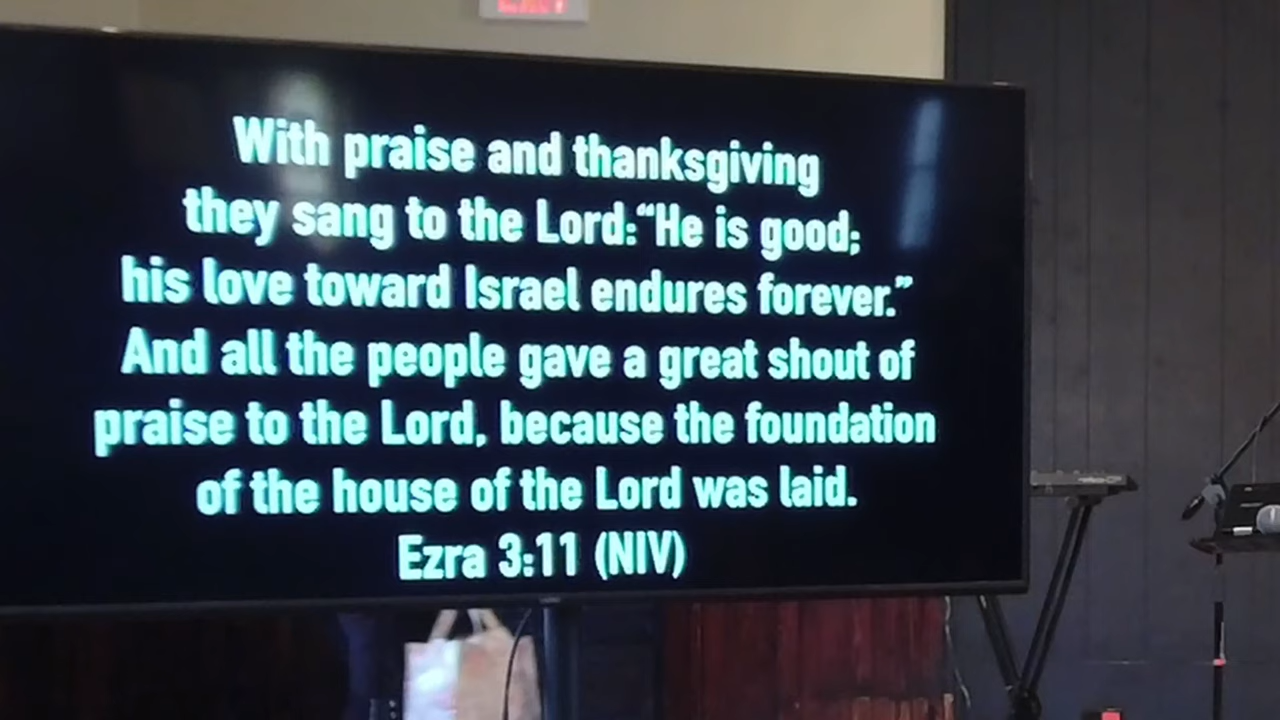 With praise and thanksgiving
they sang to the Lord:“He is good;
his love toward Israel endures forever.”
And all the people gave a great shout of
praise to the Lord, because the foundation
of the house of the Lord was laid.
Ezra 3:11 (NIV)